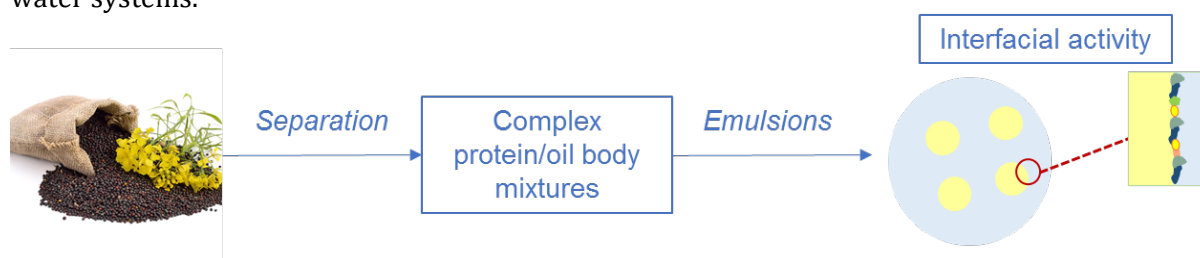 water systems.
Interfacial activity
Separation
Complex
protein/oil body
mixtures
Emulsions